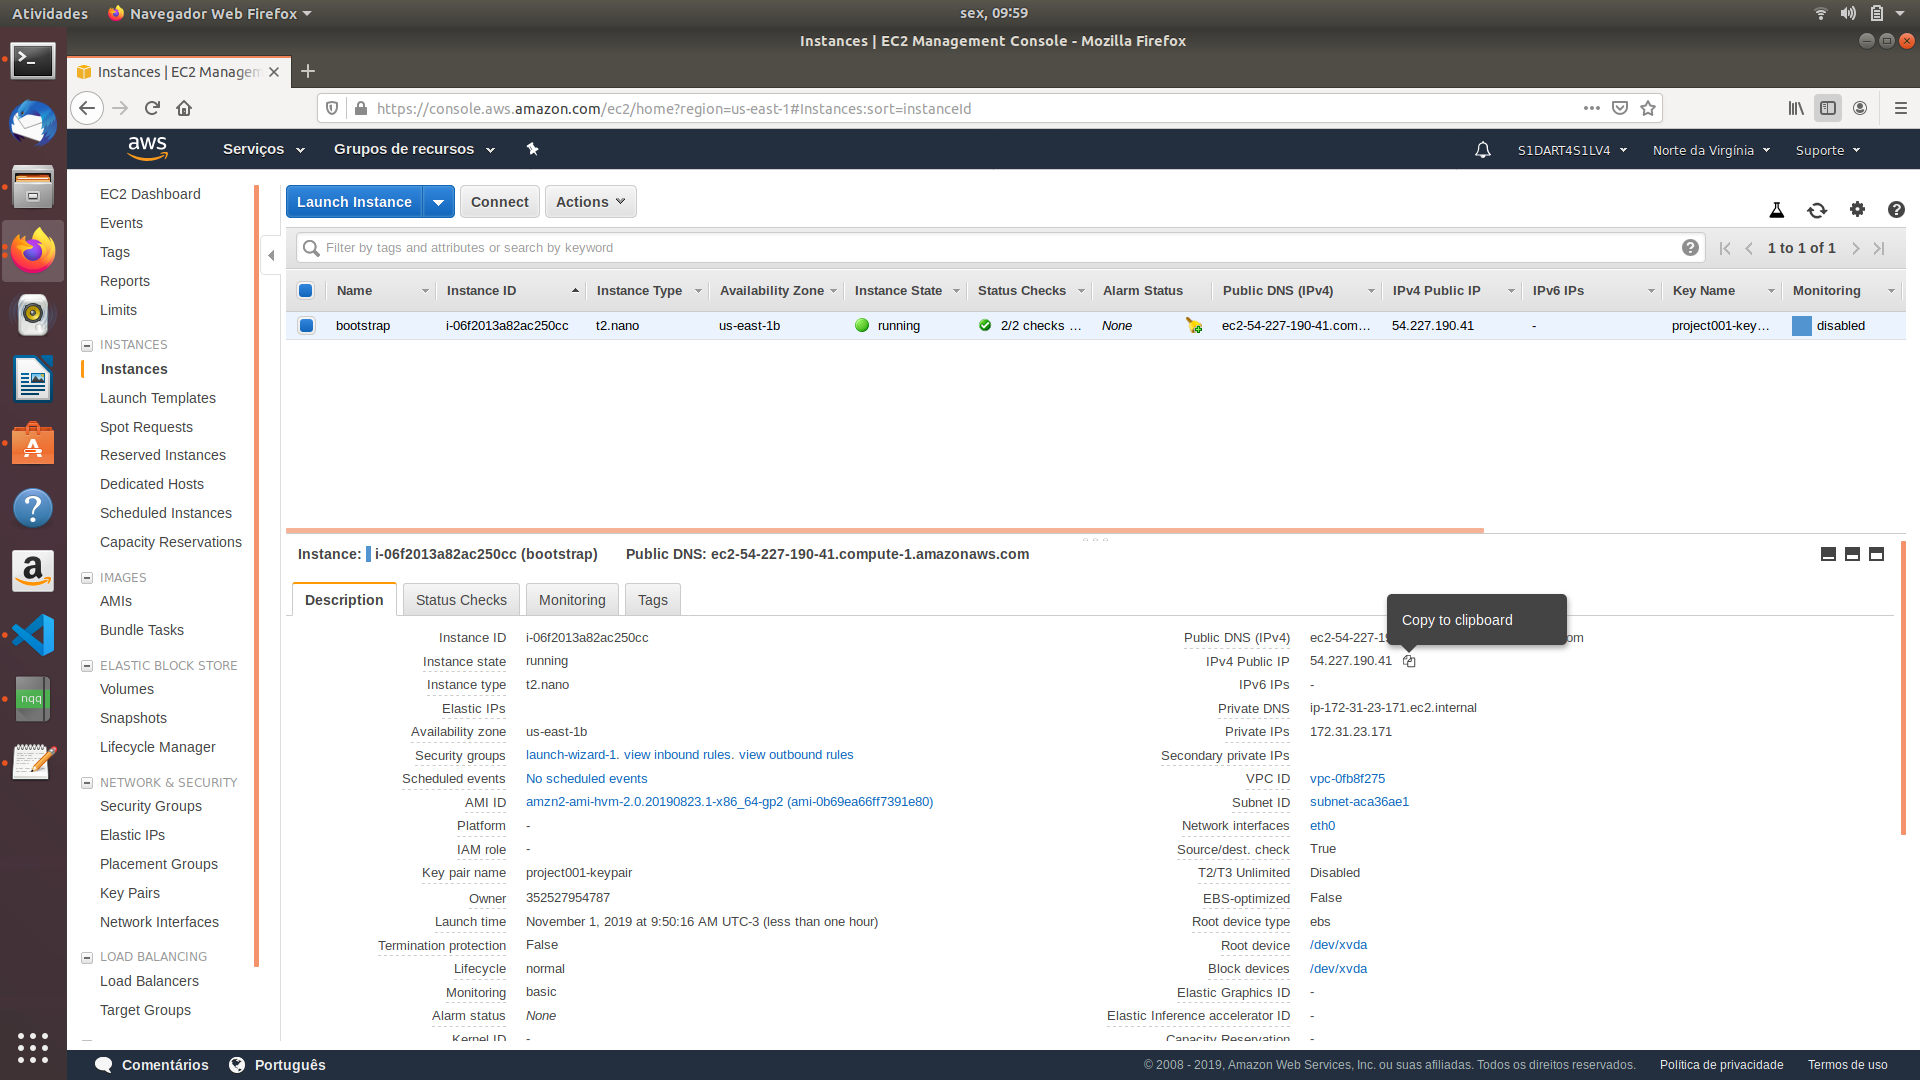 Atividades Navegador Web Firefox sex, 09:59
Instances | EC2 Management Console - Mozilla Firefox
Instances | EC2 Managem
https://console.aws.amazon.com/ec2/home?region=us-east-1#Instances:sort=instanceId
aws Serviços Grupos de recursos S1DART4S1LV4 Norte da Virgínia Suporte
EC2 Dashboard
Events
Tags
Reports
Limits
INSTANCES
Instances
Launch Templates
Spot Requests
Reserved Instances
Dedicated Hosts
Scheduled Instances
Capacity Reservations
IMAGES
AMIs
Bundle Tasks
ELASTIC BLOCK STORE
Volumes
Snapshots
Lifecycle Manager
NETWORK & SECURITY
Security Groups
Elastic IPs
Placement Groups
Key Pairs
Network Interfaces
LOAD BALANCING
Load Balancers
Target Groups
Launch Instance Connect Actions
Filter by tags and attributes or search by keyword 1 to 1 of 1
Name Instance ID Instance Type Availability Zone Instance State Status Checks Alarm Status Public DNS (IPv4) IPv4 Public IP IPv6 IPs Key Name Monitoring
bootstrap i-06f2013a82ac250cc t2.nano us-east-1b running 2/2 checks ... None ec2-54-227-190-41.com... 54.227.190.41 - project001-key... disabled
Instance: i-06f2013a82ac250cc (bootstrap) Public DNS: ec2-54-227-190-41.compute-1.amazonaws.com
Description Status Checks Monitoring Tags
Copy to clipboard
Instance ID i-06f2013a82ac250cc
Instance state running
Instance type t2.nano
Elastic IPs
Availability zone us-east-1b
Security groups launch-wizard-1. view inbound rules. view outbound rules
Scheduled events No scheduled events
AMI ID amzn2-ami-hvm-2.0.20190823.1-x86_64-gp2 (ami-0b69ea66ff7391e80)
Platform -
IAM role -
Key pair name project001-keypair
Owner 352527954787
Launch time November 1, 2019 at 9:50:16 AM UTC-3 (less than one hour)
Termination protection False
Lifecycle normal
Monitoring basic
Alarm status None
Kernel ID -
Public DNS (IPv4) ec2-54-227-19 om
IPv4 Public IP 54.227.190.41
IPv6 IPs -
Private DNS ip-172-31-23-171.ec2.internal
Private IPs 172.31.23.171
Secondary private IPs
VPC ID vpc-0fb8f275
Subnet ID subnet-aca36ae1
Network interfaces eth0
Source/dest. check True
T2/T3 Unlimited Disabled
EBS-optimized False
Root device type ebs
Root device /dev/xvda
Block devices /dev/xvda
Elastic Graphics ID -
Elastic Inference accelerator ID -
Capacity Reservation -
Comentários Português © 2008 - 2019, Amazon Web Services, Inc. ou suas afiliadas. Todos os direitos reservados. Política de privacidade Termos de uso
nqq